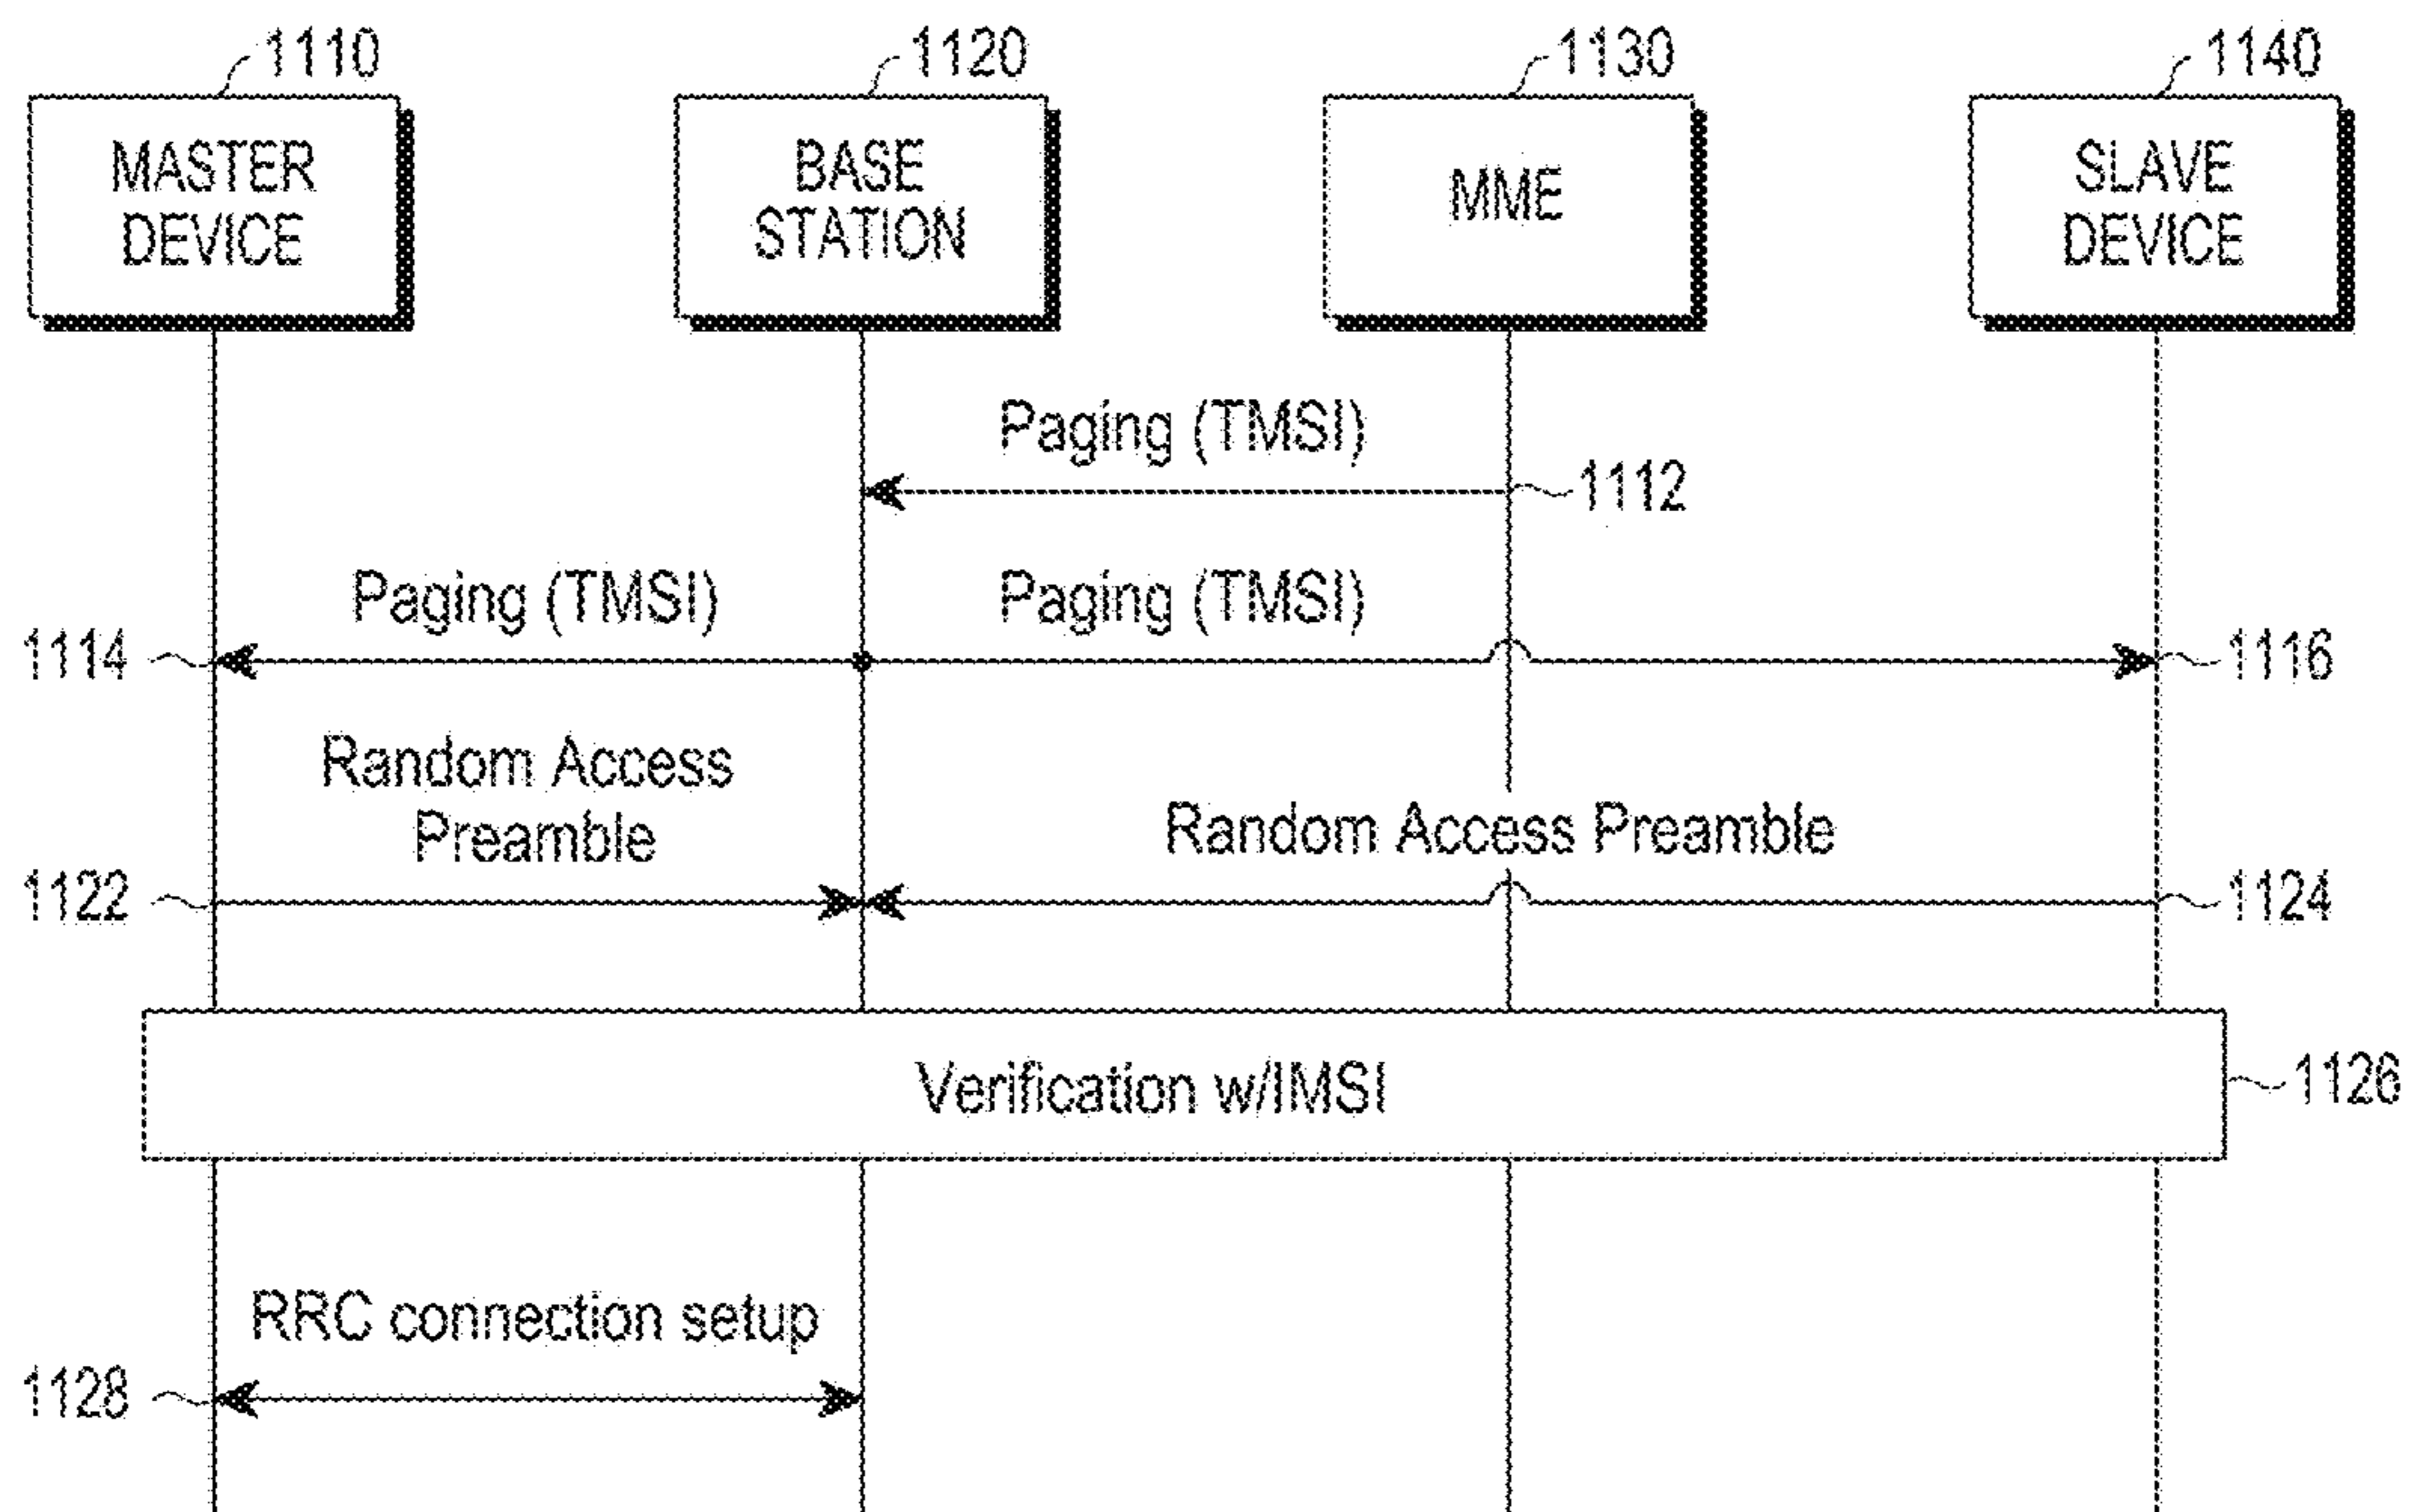 1110
1120
1130
1140
MASTER
DEVICE
BASE
STATION
MME
SLAVE
DEVICE
Paging (TMSI)
1112
Paging (TMSI)
Paging (TMSI)
1114
1116
Random Access
Preamble
Random Access Preamble
1122
1124
Verification w/IMSI
1126
RRC connection setup
1128